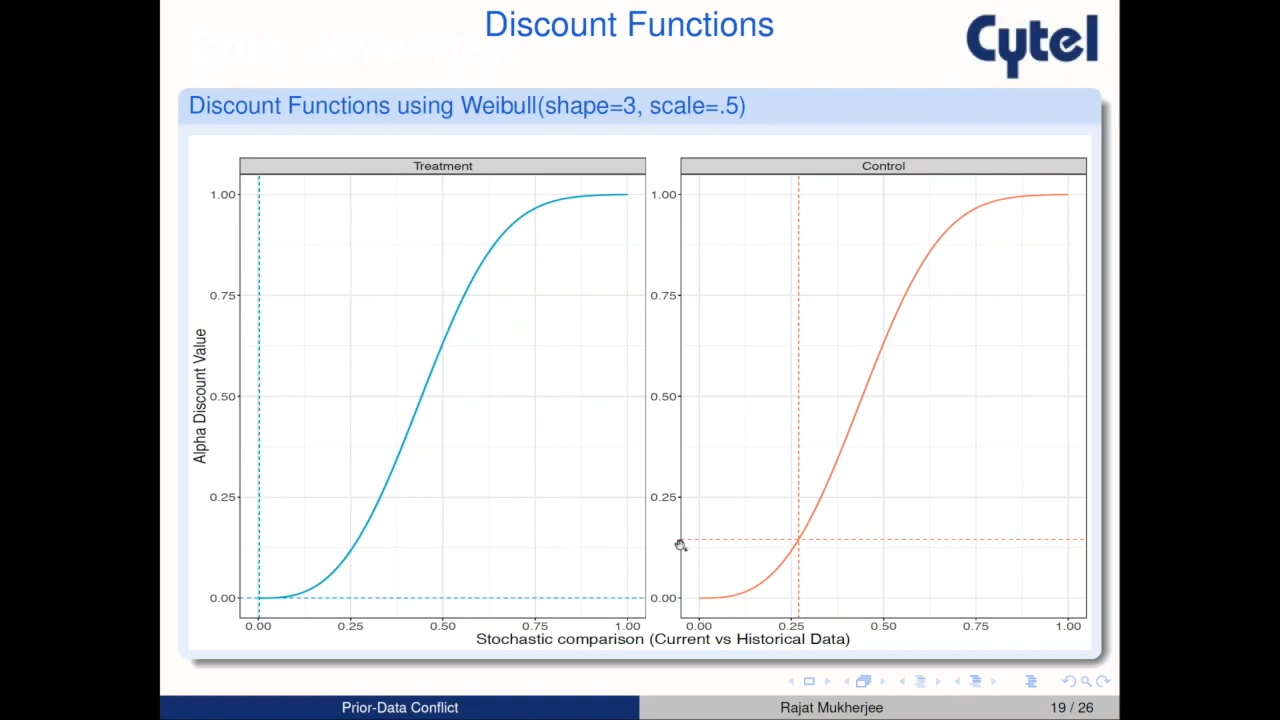 Discount Functions
Cytel
Discount Functions using Weibull(shape=3, scale=.5)
Treatment
Control
1.00
0.75
0.50
0.25
0.00
1.00
0.75
0.50
0.25
0.00
Alpha Discount Value
0.00 0.25 0.50 0.75 1.00
0.00 0.25 0.50 0.75 1.00
Stochastic comparison (Current vs Historical Data)
Prior-Data Conflict
Rajat Mukherjee
19 / 26